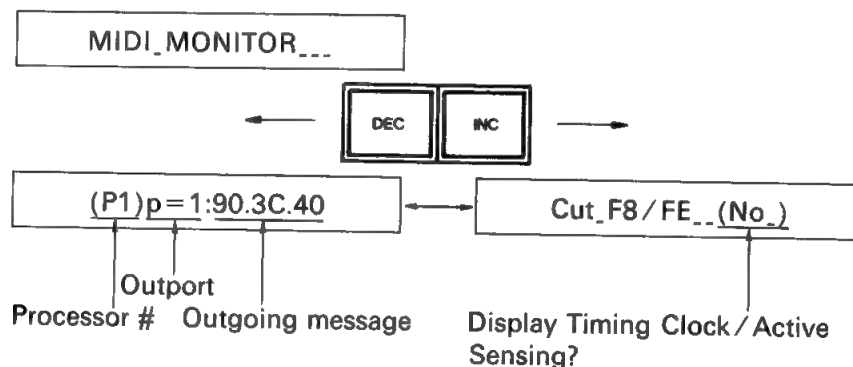 MIDI_MONITOR___
DEC INC
(P1)p=1:90.3C.40
Cut_F8/FE__(No_)
Outport
Processor # Outgoing message
Display Timing Clock/Active
Sensing?